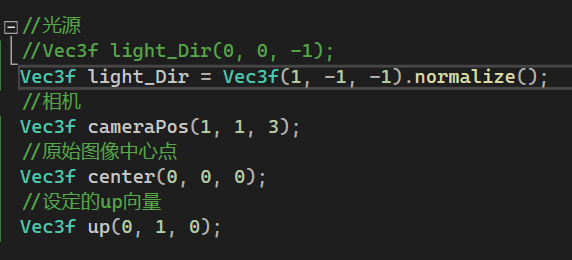 //光源
//Vec3f light_Dir(0, 0, -1);
Vec3f light_Dir = Vec3f(1, -1, -1).normalize();
//相机
Vec3f cameraPos(1, 1, 3);
//原始图像中心点
Vec3f center(0, 0, 0);
//设定的up向量
Vec3f up(0, 1, 0);